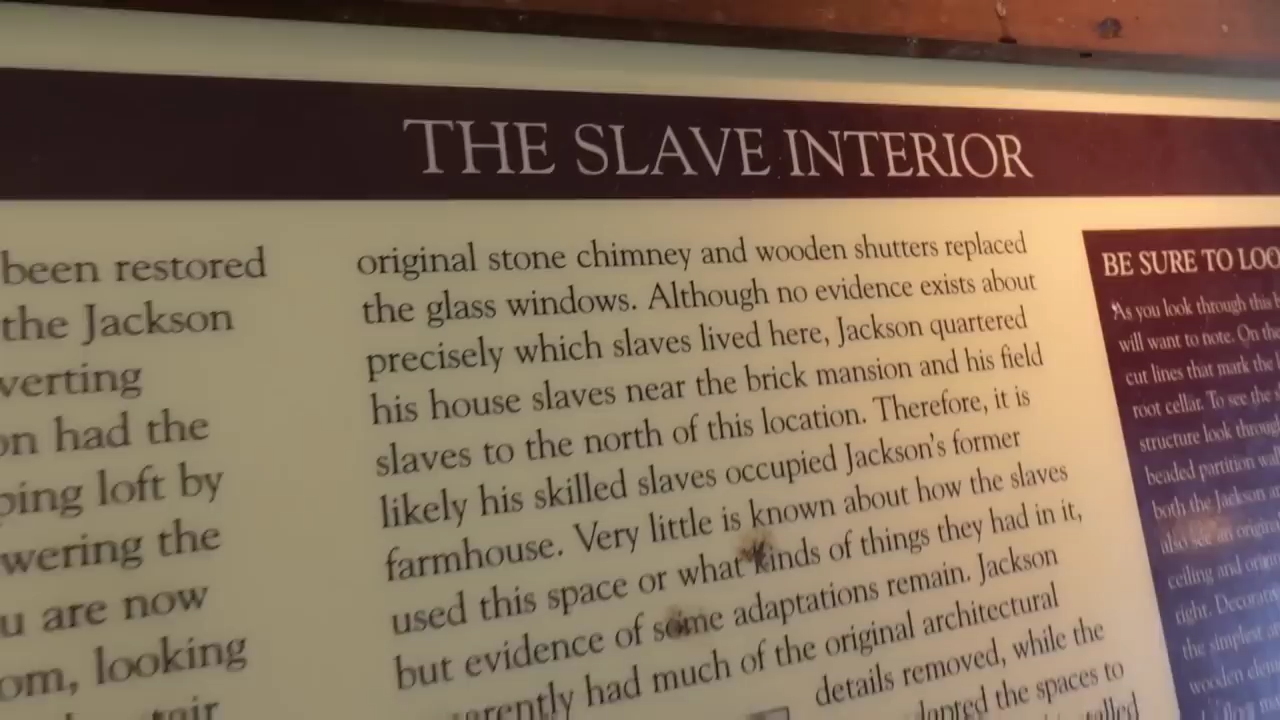 THE SLAVE INTERIOR
been restored
the Jackson
verting
on had the
ping loft by
wering the
u are now
om, looking
original stone chimney and wooden shutters replaced
the glass windows. Although no evidence exists about
precisely which slaves lived here, Jackson quartered
his house slaves near the brick mansion and his field
slaves to the north of this location. Therefore, it is
likely his skilled slaves occupied Jackson's former
farmhouse. Very little is known about how the slaves
used this space or what kinds of things they had in it,
but evidence of some adaptations remain. Jackson
arently had much of the original architectural
details removed, while the
the spaces to
BE SURE TO LOO
As you look through this
will want to note. On the
cut lines that mark the
root cellar. To see the
structure look through
beaded partition wall
both the Jackson
also see an original
ceiling and
right.
the simplest
wooden